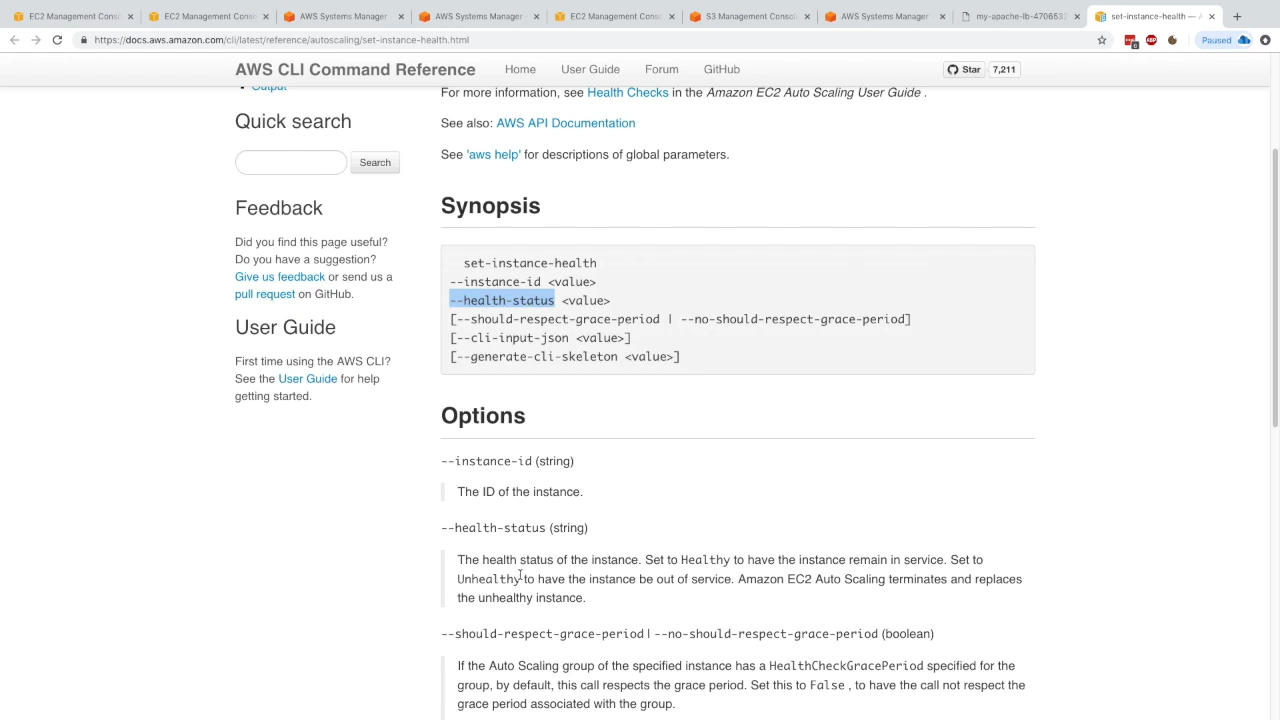 EC2 Management Conso
EC2 Management Conso
AWS Systems Manager
AWS Systems Manager
EC2 Management Conso
S3 Management Consol
AWS Systems Manager
my-apache-lb-4706532
set-instance-health — A
https://docs.aws.amazon.com/cli/latest/reference/autoscaling/set-instance-health.html
Paused
AWS CLI Command Reference
Home
User Guide
Forum
GitHub
Star
7,211
Output
Quick search
Search
Feedback
Did you find this page useful?
Do you have a suggestion?
Give us feedback or send us a
pull request on GitHub.
User Guide
First time using the AWS CLI?
See the User Guide for help
getting started.
For more information, see Health Checks in the Amazon EC2 Auto Scaling User Guide .
See also: AWS API Documentation
See 'aws help' for descriptions of global parameters.
Synopsis
set-instance-health
--instance-id <value>
--health-status <value>
[--should-respect-grace-period | --no-should-respect-grace-period]
[--cli-input-json <value>]
[--generate-cli-skeleton <value>]
Options
--instance-id (string)
The ID of the instance.
--health-status (string)
The health status of the instance. Set to Healthy to have the instance remain in service. Set to
Unhealthy to have the instance be out of service. Amazon EC2 Auto Scaling terminates and replaces
the unhealthy instance.
--should-respect-grace-period | --no-should-respect-grace-period (boolean)
If the Auto Scaling group of the specified instance has a HealthCheckGracePeriod specified for the
group, by default, this call respects the grace period. Set this to False , to have the call not respect the
grace period associated with the group.